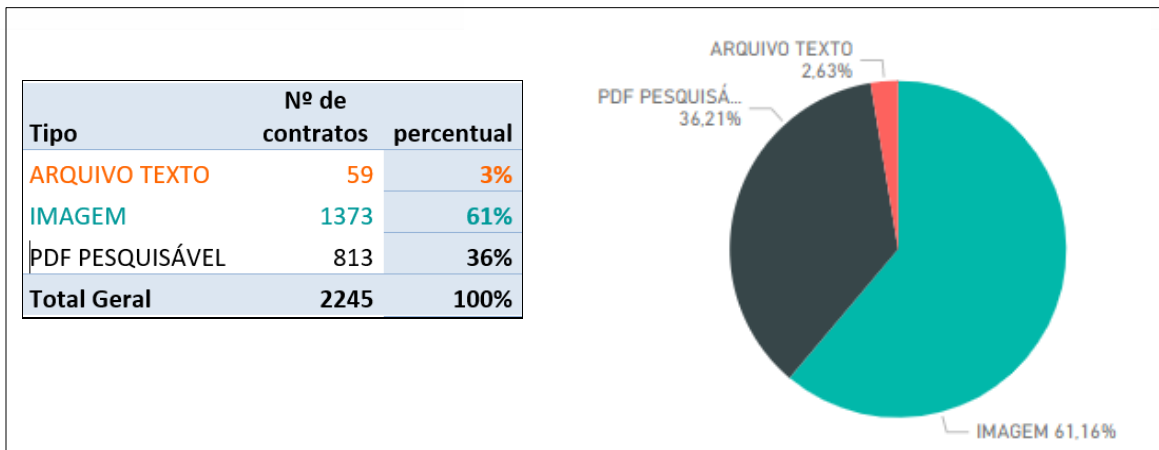 Nº de
Tipo contratos percentual
ARQUIVO TEXTO 59 3%
IMAGEM 1373 61%
PDF PESQUISÁVEL 813 36%
Total Geral 2245 100%
ARQUIVO TEXTO
2,63%
PDF PESQUISÁ...
36,21%
IMAGEM 61,16%